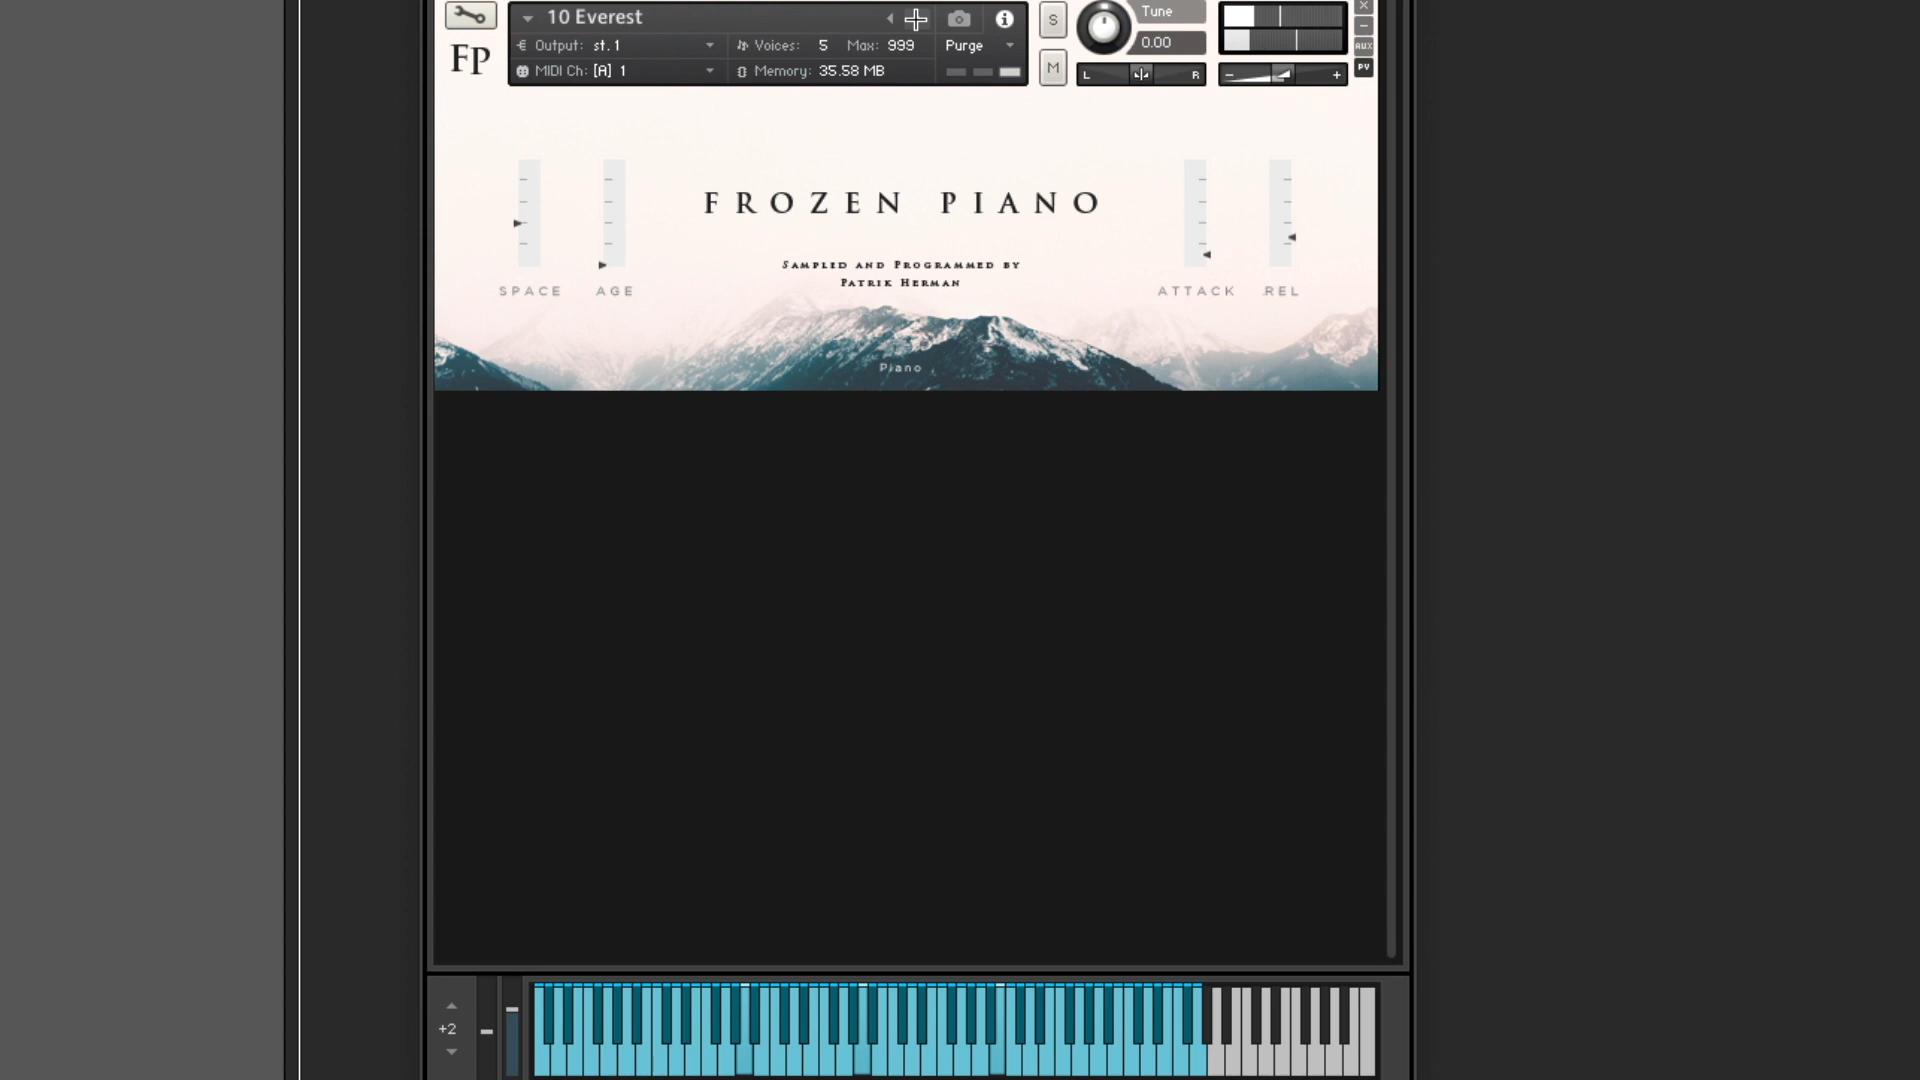 10 Everest
S
Tune
FP
Output: st. 1
Voices: 5 Max: 999
Purge
0.00
AUX
MIDI Ch: [A] 1
Memory: 35.58 MB
M
L R
- +
PV
FROZEN PIANO
SAMPLED AND PROGRAMMED BY
PATRIK HERMAN
SPACE AGE
ATTACK REL
Piano
+2